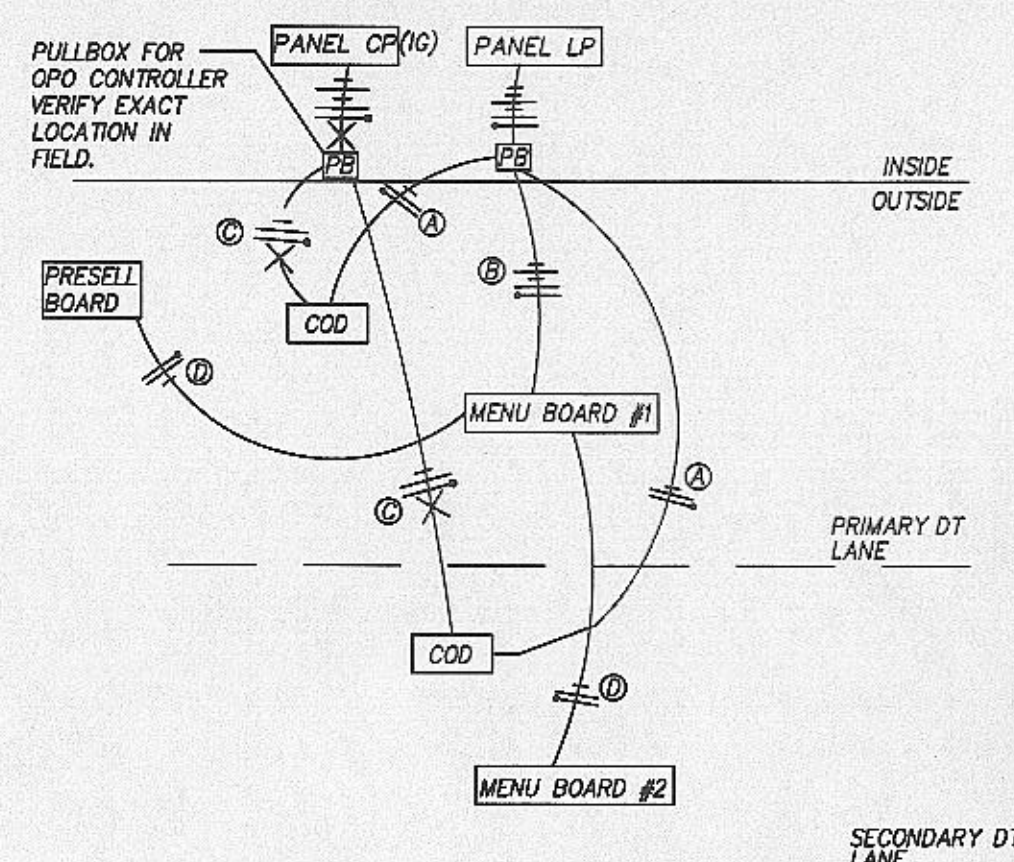 PULLBOX FOR
OPO CONTROLLER
VERIFY EXACT
LOCATION IN
FIELD.
PANEL CP(IG)
PANEL LP
PB
PB
INSIDE
OUTSIDE
A
C
B
PRESELL
BOARD
COD
D
MENU BOARD #1
A
C
PRIMARY DT
LANE
COD
D
MENU BOARD #2
SECONDARY DT
LANE